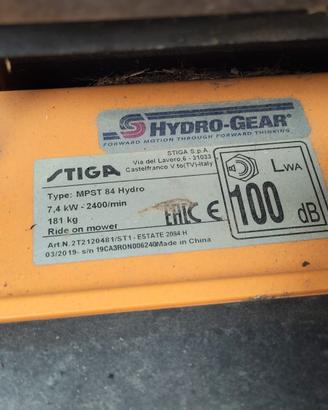 HYDRO-GEAR®
FORWARD MOTION THROUGH FORWARD THINKING
STIGA
STIGA S.p.A.
Via del Lavoro,6 - 31033
Castelfranco V.to(TV)-Italy
Type: MPST 84 Hydro
7,4 kW - 2400/min
181 kg
Ride on mower
EAC CE
LWA
100 dB
Art.N.2T2120481/ST1 - ESTATE 2084 H
03/2019- s/n 19CA3RON006240 Made in China